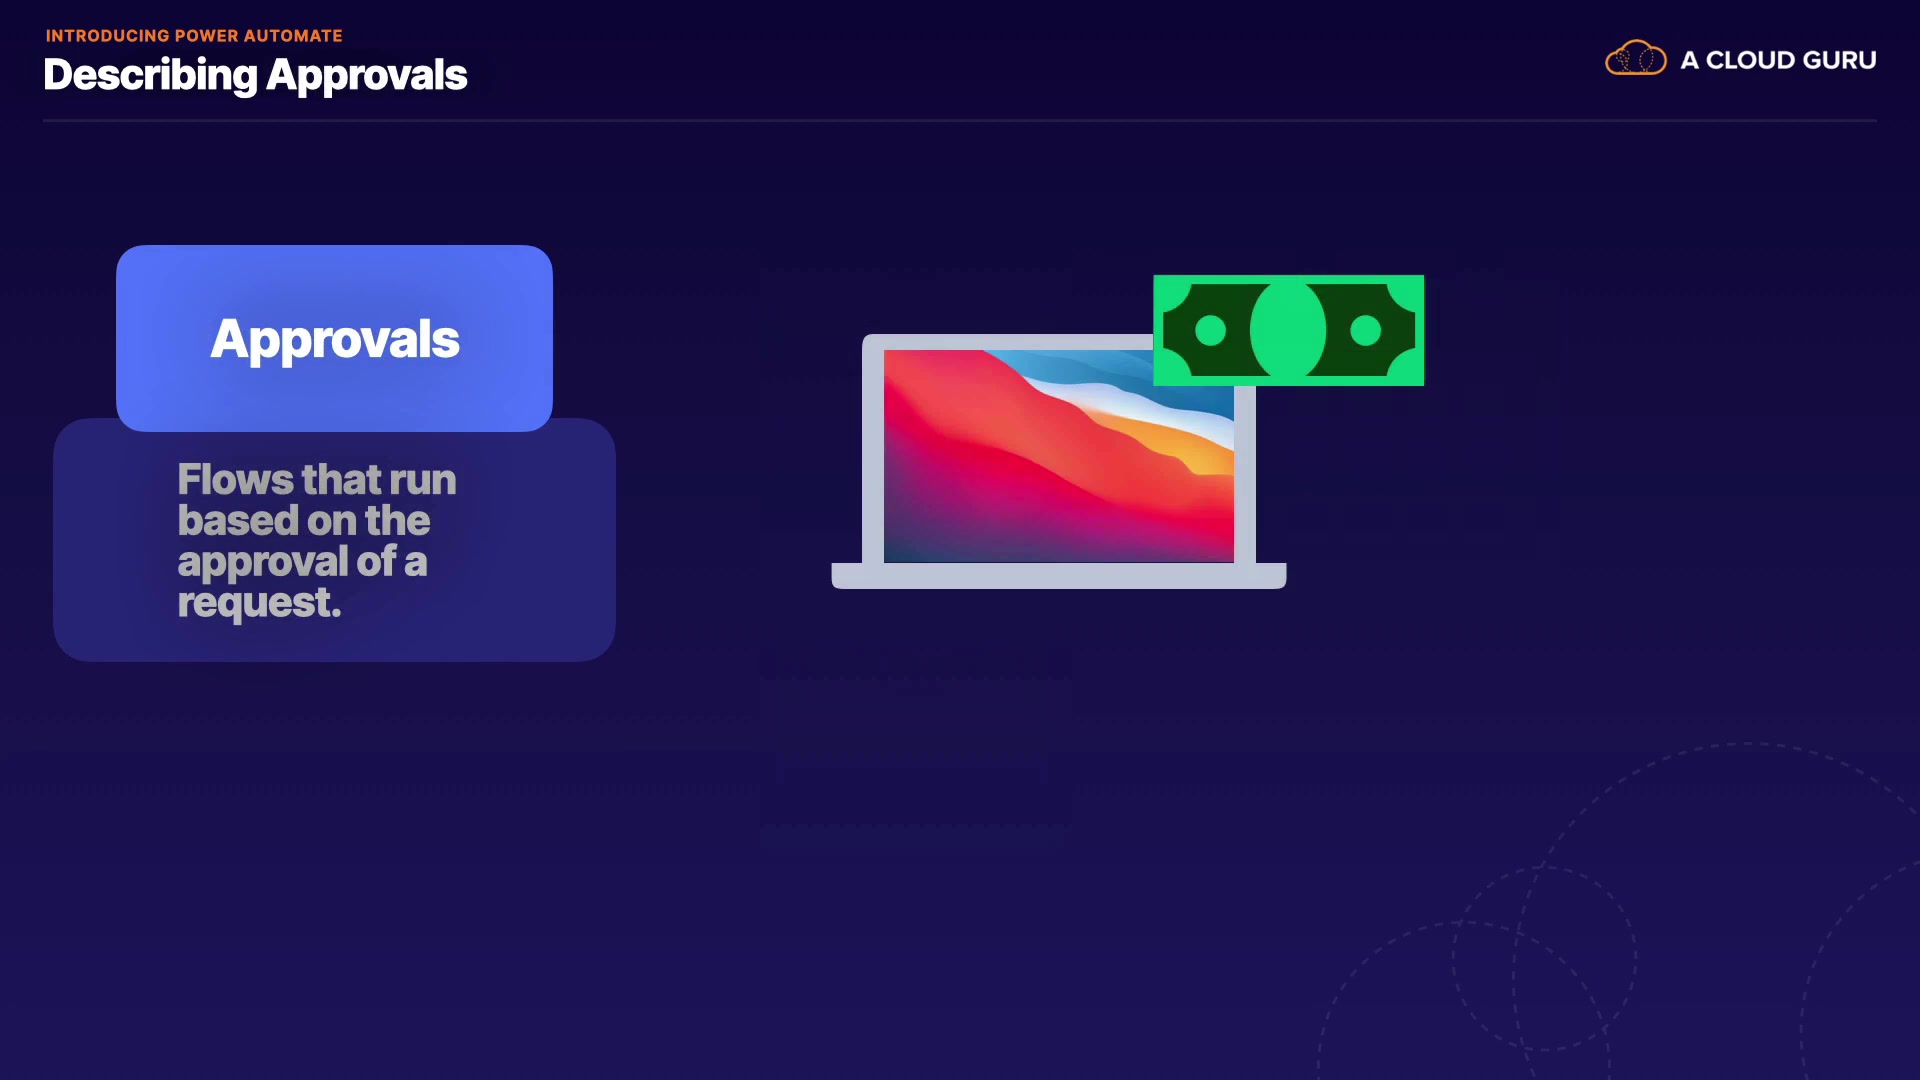 INTRODUCING POWER AUTOMATE
Describing Approvals
A CLOUD GURU
Approvals
Flows that run
based on the
approval of a
request.